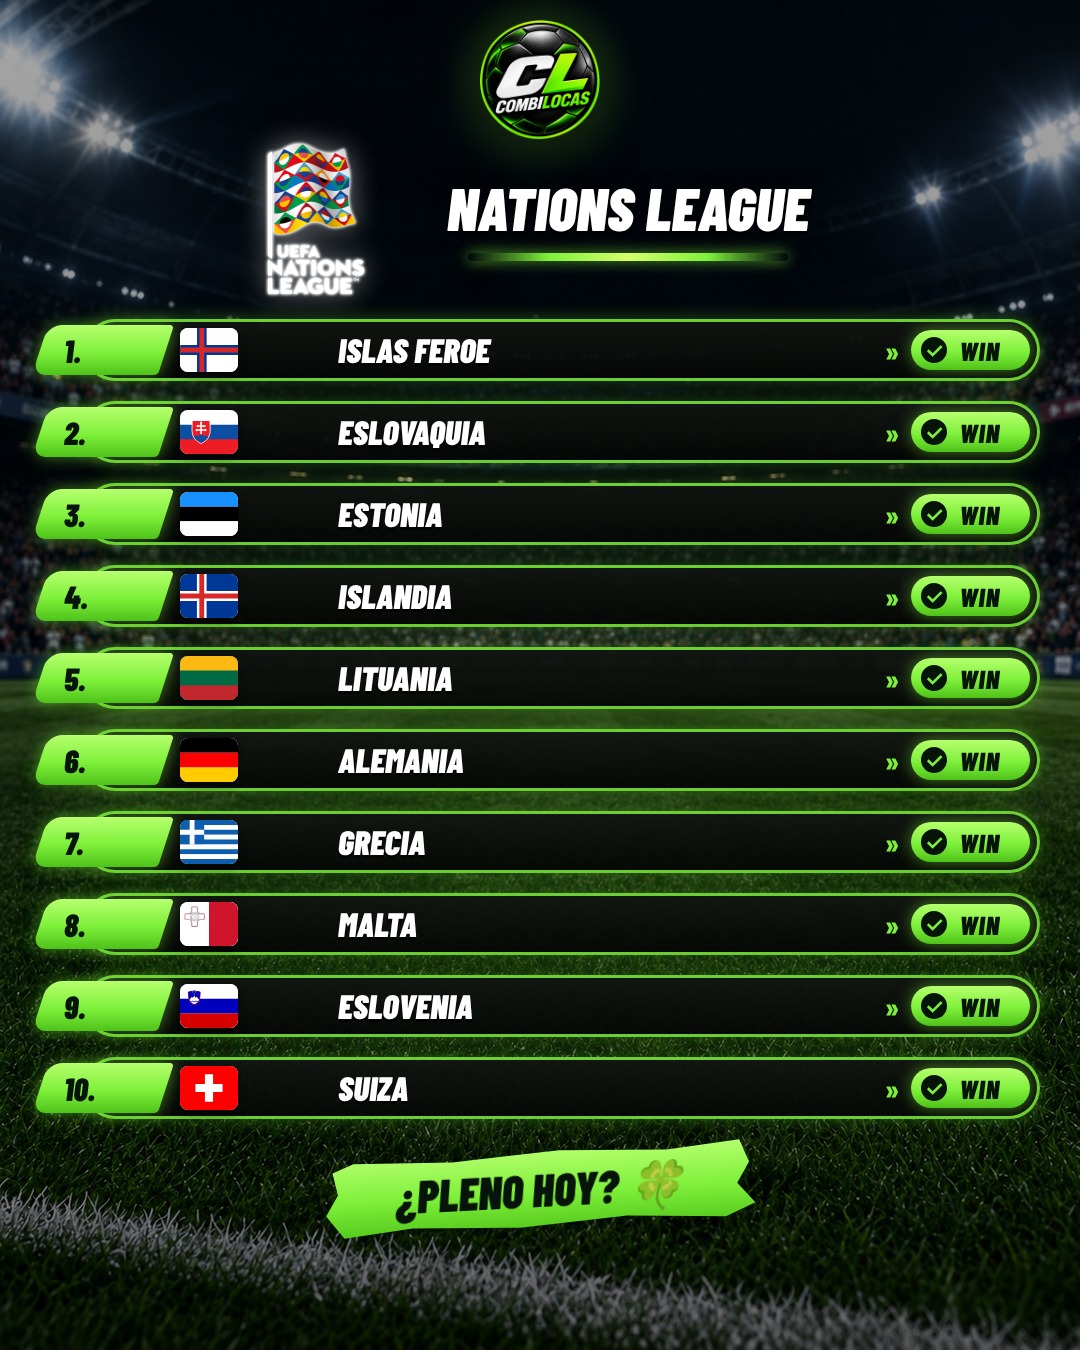 CL
COMBILOCAS
UEFA
NATIONS
LEAGUE™
NATIONS LEAGUE
1. ISLAS FEROE » WIN
2. ESLOVAQUIA » WIN
3. ESTONIA » WIN
4. ISLANDIA » WIN
5. LITUANIA » WIN
6. ALEMANIA » WIN
7. GRECIA » WIN
8. MALTA » WIN
9. ESLOVENIA » WIN
10. SUIZA » WIN
¿PLENO HOY? 🍀